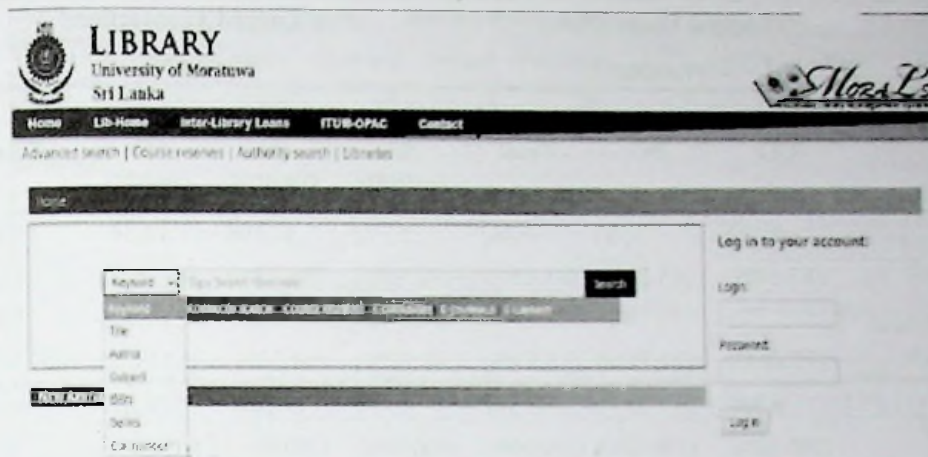 LIBRARY
University of Moratuwa
Sri Lanka
Home Lib-Home Inter-Library Loans ITUM-OPAC Contact
Advanced search | Course reserves | Authority search | Libraries
Home
Log in to your account:
Keyword Search
Login:
Keyword
Title
Author
Password:
Subject
ISBN
Series
Log in
Call number